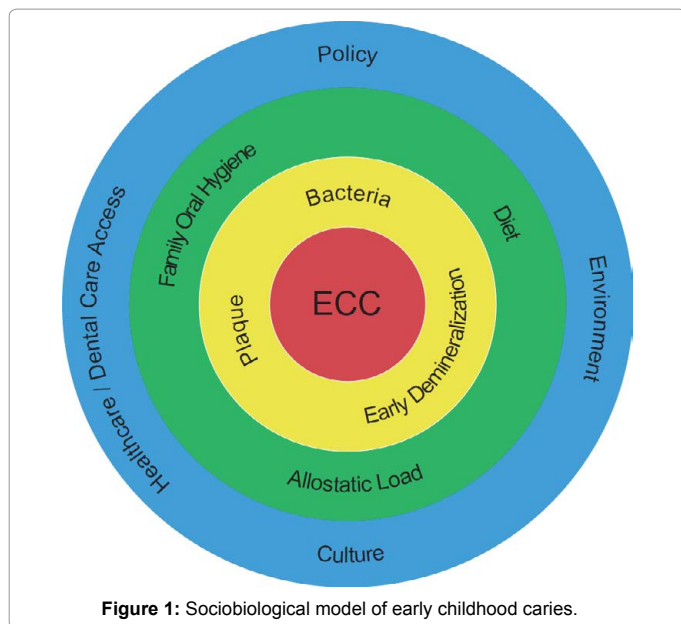 Policy
Family Oral Hygiene
Healthcare / Dental Care Access
Bacteria
Diet
Environment
ECC
Plaque
Early Demineralization
Allostatic Load
Culture
Figure 1: Sociobiological model of early childhood caries.